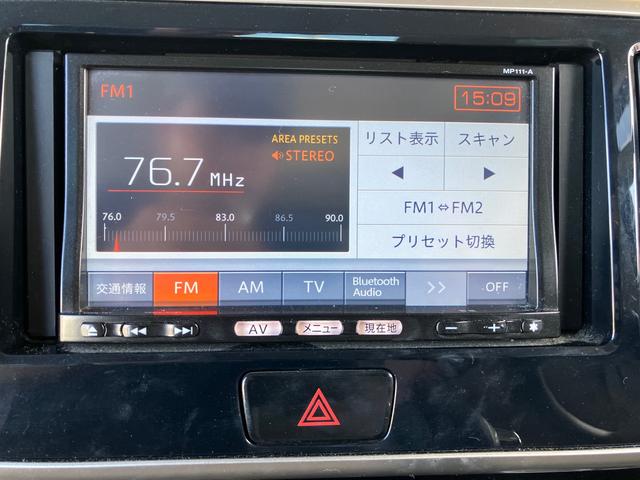 MP111-A
FM1
15:09
AREA PRESETS
STEREO
76.7 MHz
76.0 79.5 83.0 86.5 90.0
リスト表示 スキャン
◀ ▶
FM1⇔FM2
プリセット切換
交通情報 FM AM TV Bluetooth Audio >> OFF
AV メニュー 現在地
− +